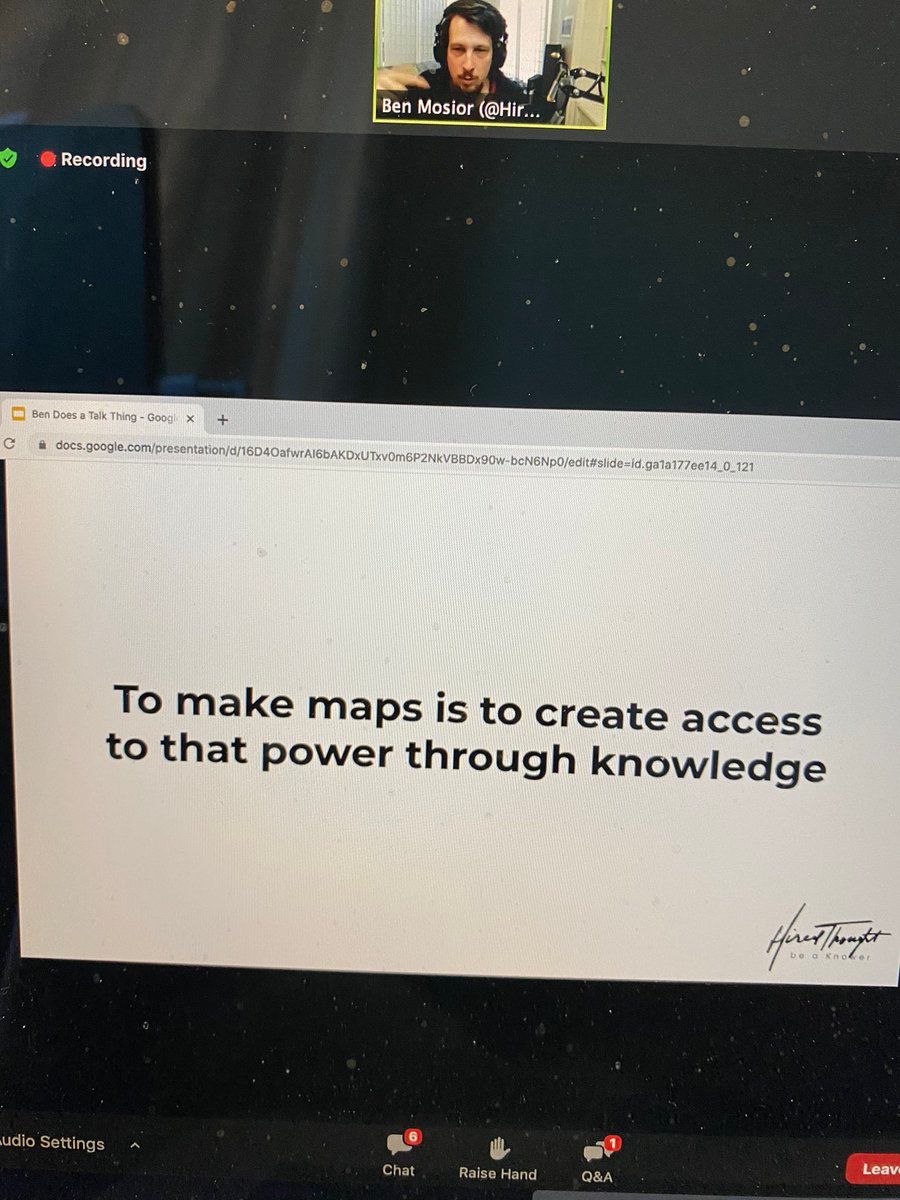 Ben Mosior (@Hir...
Recording
Ben Does a Talk Thing - Googl
docs.google.com/presentation/d/16D4OafwrAI6bAKDxUTxv0m6P2NkVBBDx90w-bcN6Np0/edit#slide=id.ga1a177ee14_0_121
To make maps is to create access
to that power through knowledge
HiredThought
be a Knower
Audio Settings
6
Chat
Raise Hand
1
Q&A
Leave